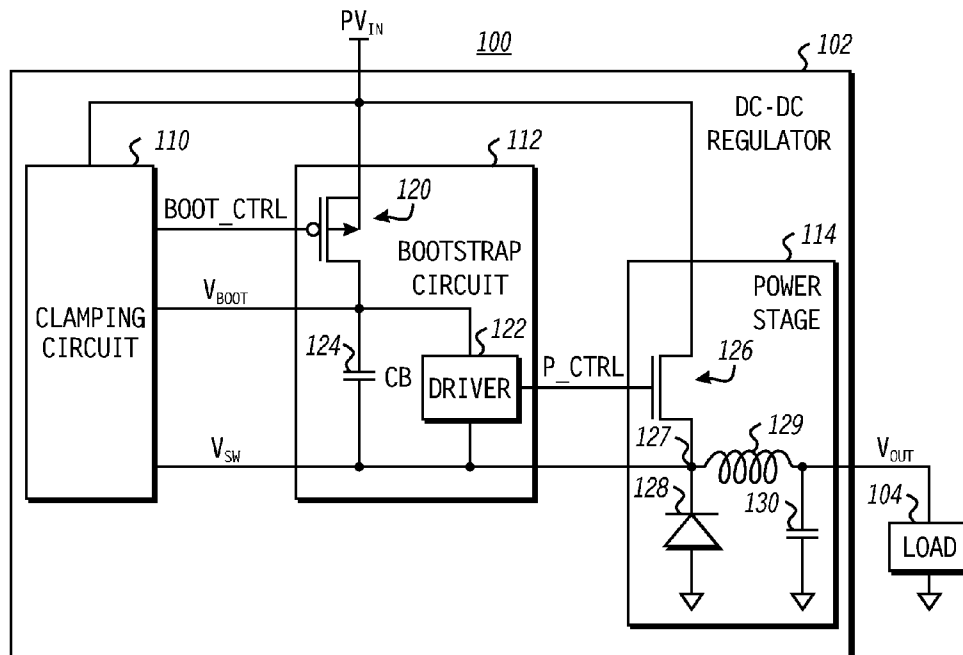 PV_IN
100
102
DC-DC
REGULATOR
110
112
BOOT_CTRL
120
BOOTSTRAP
CIRCUIT
114
POWER
STAGE
V_BOOT
CLAMPING
CIRCUIT
124
CB
122
DRIVER
P_CTRL
126
V_SW
127
129
V_OUT
128
130
104
LOAD